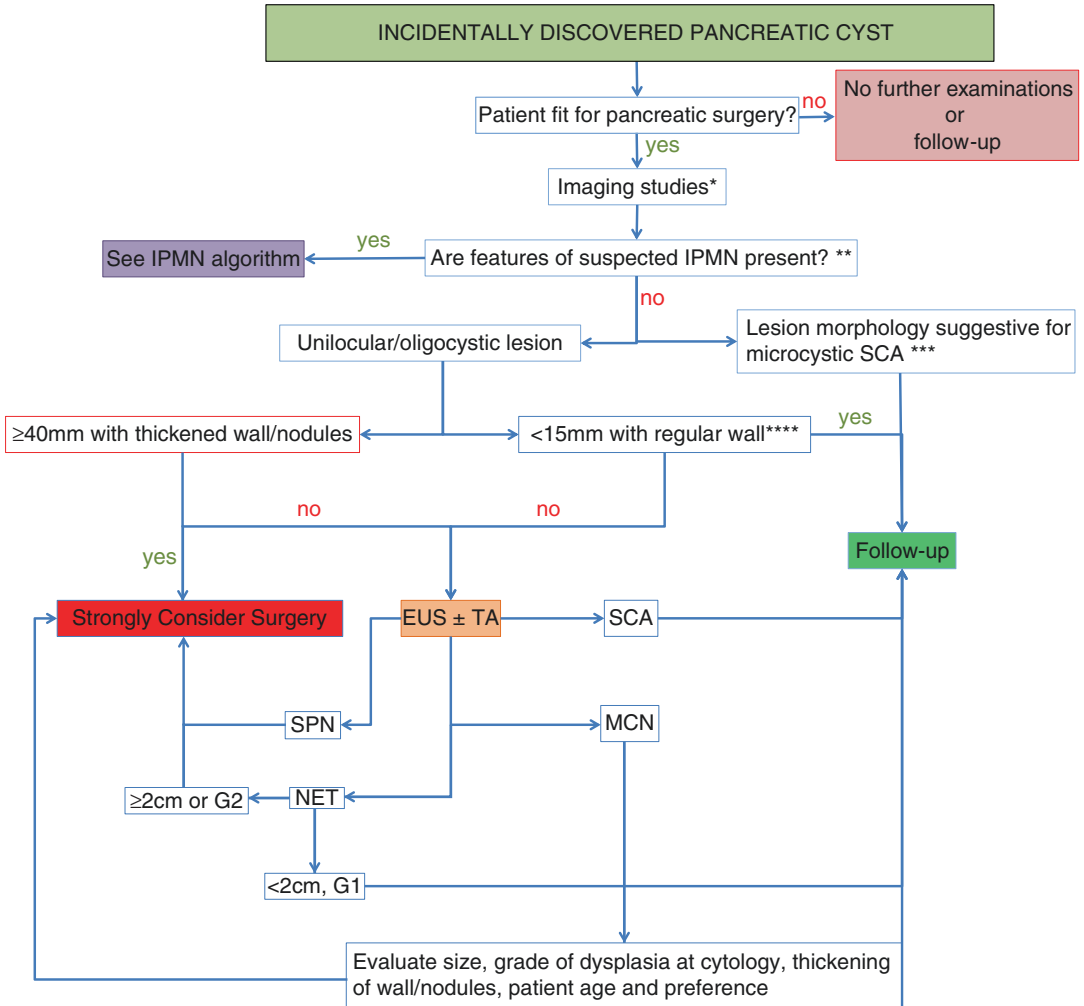 INCIDENTALLY DISCOVERED PANCREATIC CYST
Patient fit for pancreatic surgery?
no
No further examinations
or
follow-up
yes
Imaging studies*
See IPMN algorithm
yes
Are features of suspected IPMN present? **
no
Unilocular/oligocystic lesion
Lesion morphology suggestive for
microcystic SCA ***
≥40mm with thickened wall/nodules
<15mm with regular wall****
yes
no
no
yes
Follow-up
Strongly Consider Surgery
EUS ± TA
SCA
SPN
MCN
≥2cm or G2
NET
<2cm, G1
Evaluate size, grade of dysplasia at cytology, thickening
of wall/nodules, patient age and preference